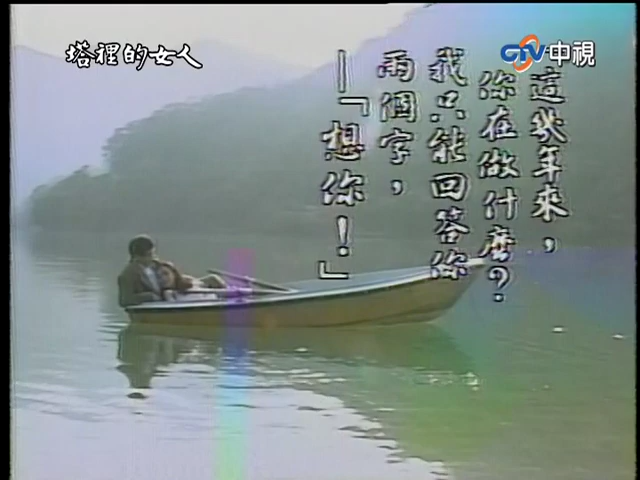 塔裡的女人
CTV中視
這幾年來，
你在做什麼？
我只能回答你
兩個字，
—「想你！」